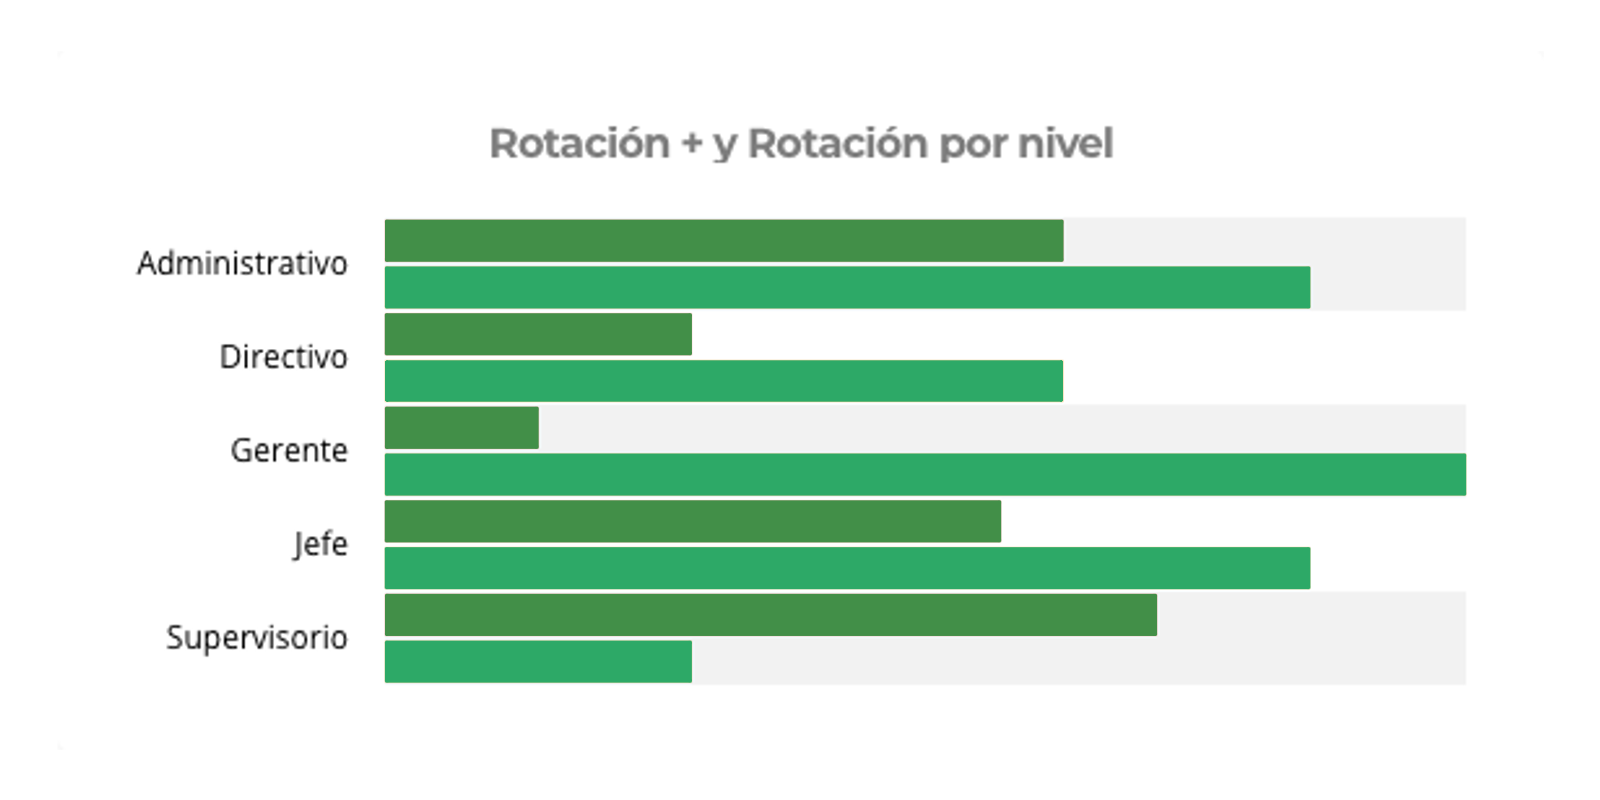 Rotación + y Rotación por nivel
Administrativo
Directivo
Gerente
Jefe
Supervisorio